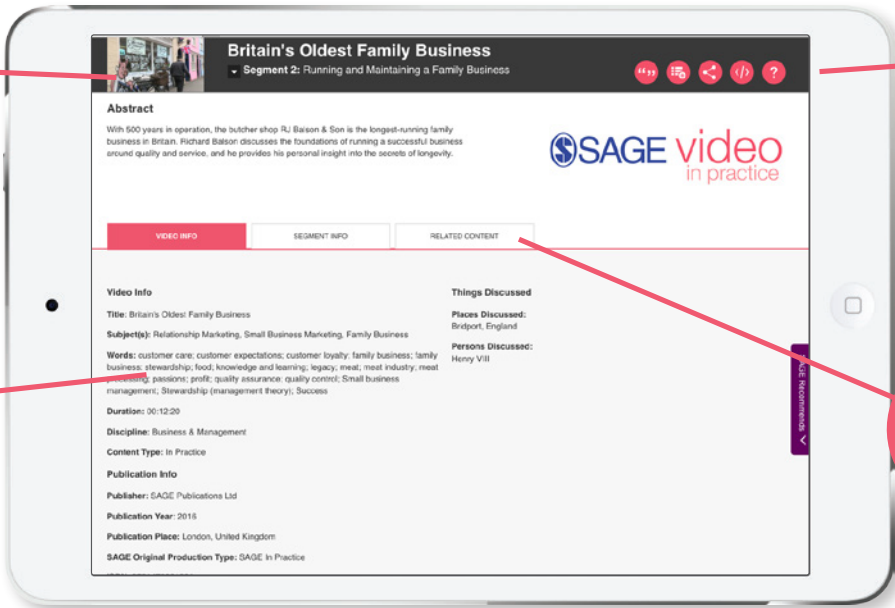 Britain's Oldest Family Business
Segment 2: Running and Maintaining a Family Business
Abstract
With 500 years in operation, the butcher shop RJ Balson & Son is the longest-running family
business in Britain. Richard Balson discusses the foundations of running a successful business
around quality and service, and he provides his personal insight into the secrets of longevity.
SSAGE video
in practice
VIDEO INFO
SEGMENT INFO
RELATED CONTENT
Video Info
Title: Britain's Oldest Family Business
Subject(s): Relationship Marketing, Small Business Marketing, Family Business
Words: customer care; customer expectations; customer loyalty; family business; family
business; stewardship; food; knowledge and learning; legacy; meat; meat industry; meat
processing; passions; profit; quality assurance; quality control; Small business
management; Stewardship (management theory); Success
Duration: 00:12:20
Discipline: Business & Management
Content Type: In Practice
Publication Info
Publisher: SAGE Publications Ltd
Publication Year: 2016
Publication Place: London, United Kingdom
SAGE Original Production Type: SAGE In Practice
Things Discussed
Places Discussed:
Bridport, England
Persons Discussed:
Henry VIII
SAGE Recommends